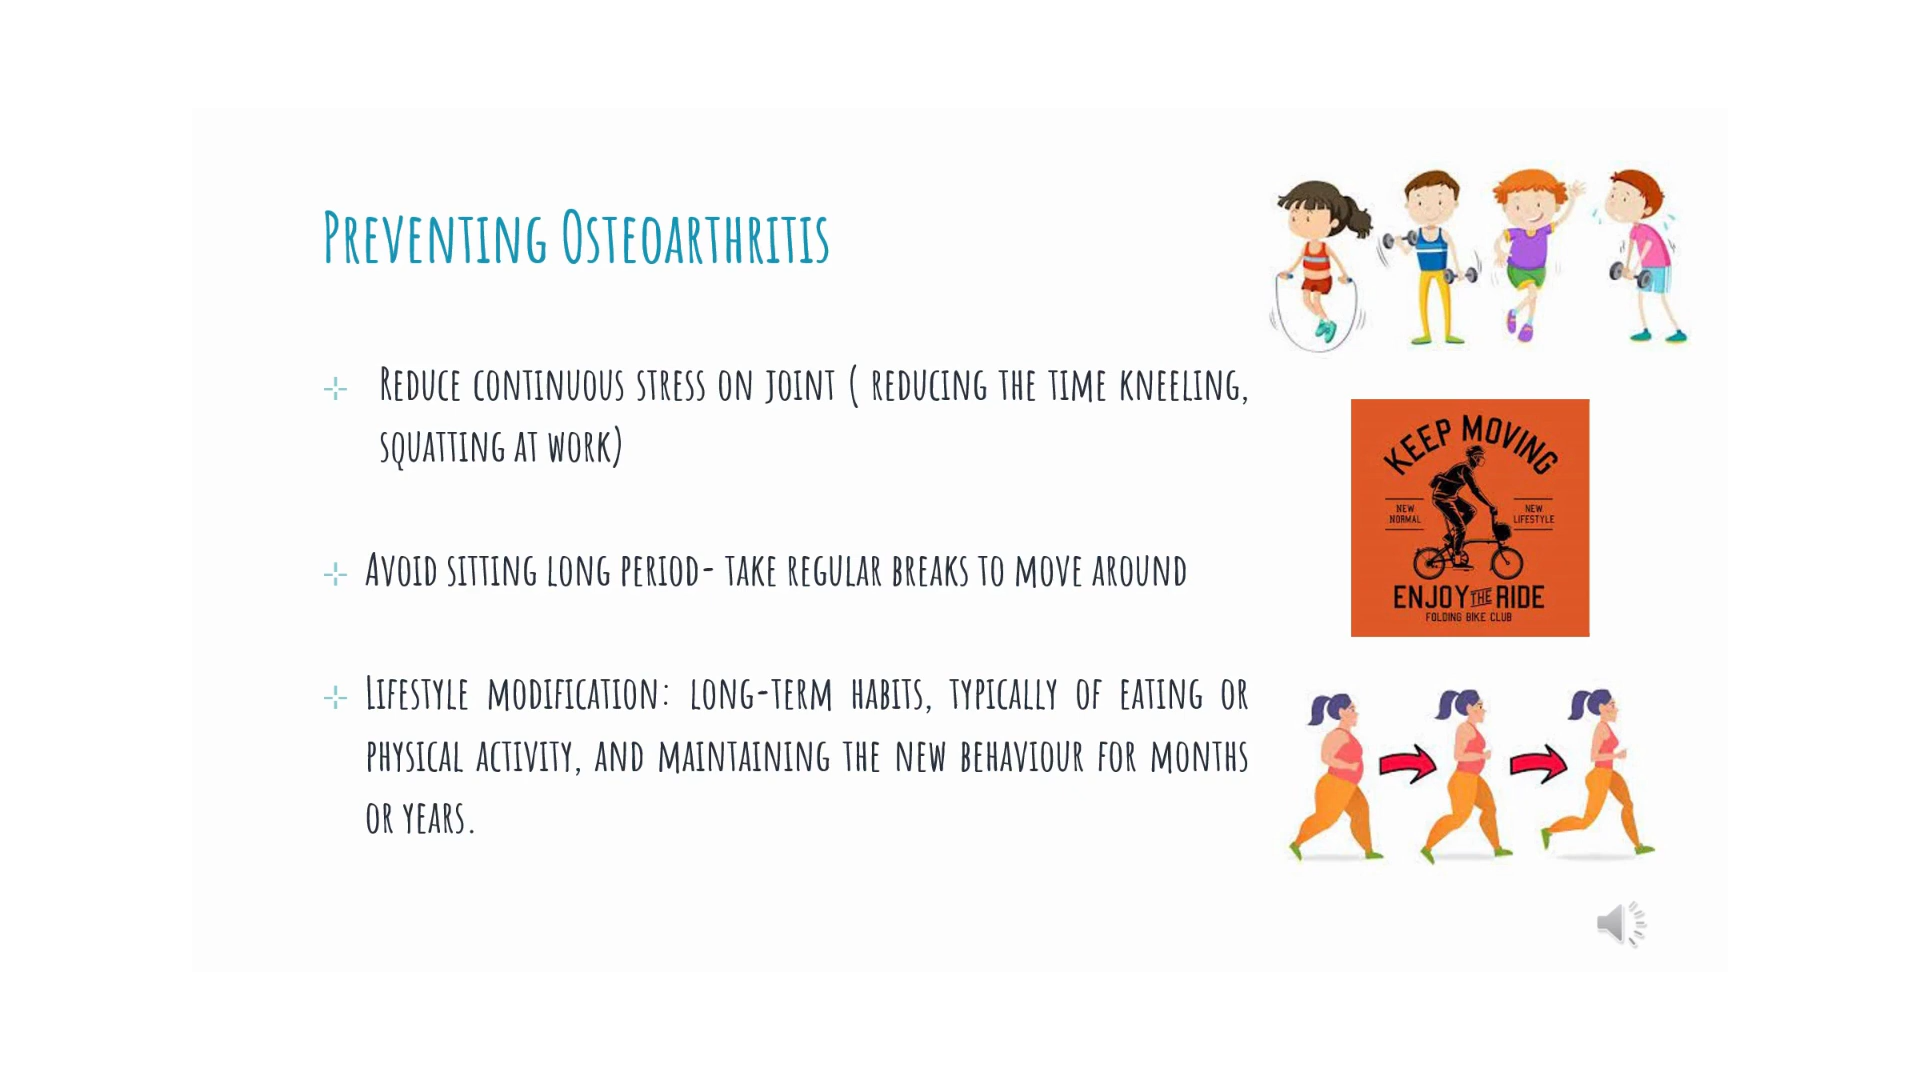 Preventing Osteoarthritis
Reduce continuous stress on joint ( reducing the time kneeling,
squatting at work)
Avoid sitting long period- take regular breaks to move around
Lifestyle modification: long-term habits, typically of eating or
physical activity, and maintaining the new behaviour for months
or years.
KEEP MOVING
NEW
NORMAL
NEW
LIFESTYLE
ENJOY THE RIDE
FOLDING BIKE CLUB